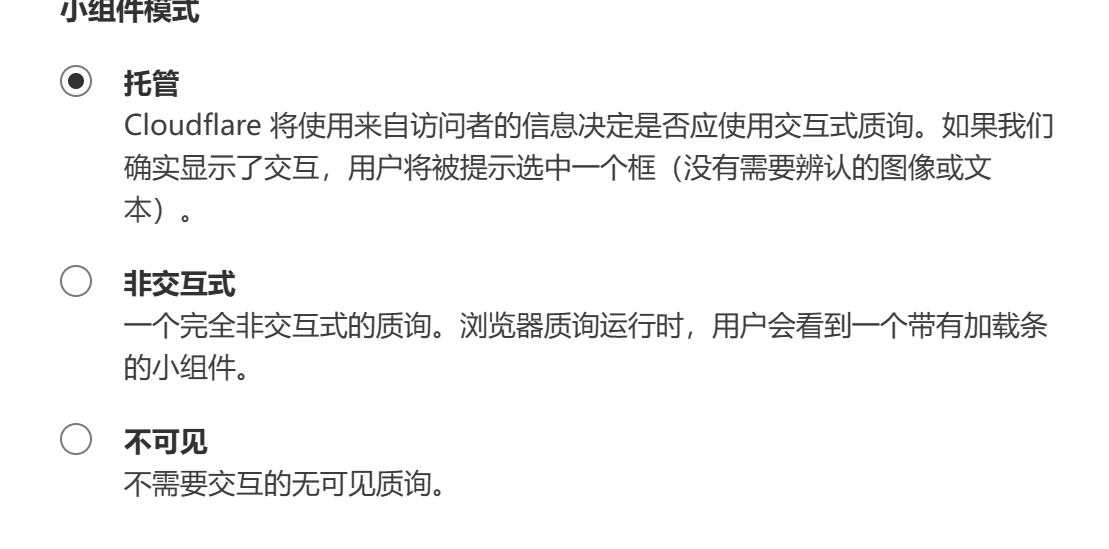 小组件模式
托管
Cloudflare 将使用来自访问者的信息决定是否应使用交互式质询。如果我们
确实显示了交互，用户将被提示选中一个框（没有需要辨认的图像或文
本）。
非交互式
一个完全非交互式的质询。浏览器质询运行时，用户会看到一个带有加载条
的小组件。
不可见
不需要交互的无可见质询。